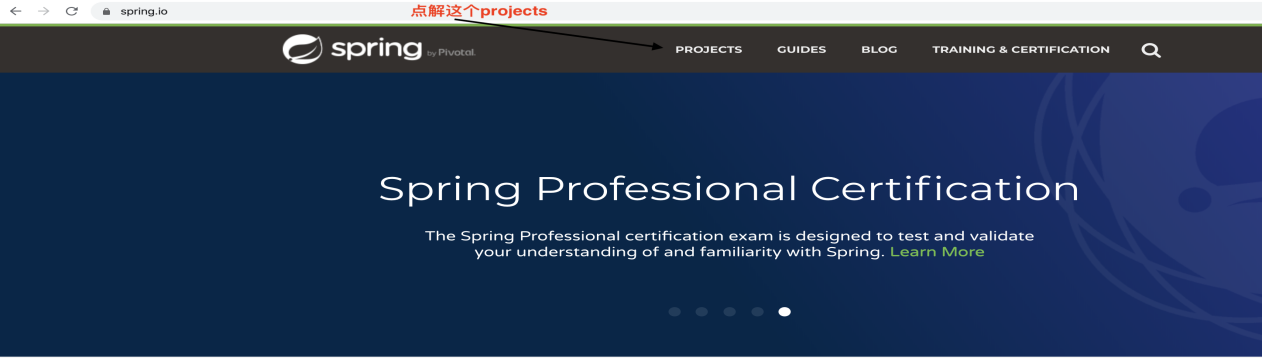 spring.io
点解这个projects
spring by Pivotal.
PROJECTS GUIDES BLOG TRAINING & CERTIFICATION
Spring Professional Certification
The Spring Professional certification exam is designed to test and validate
your understanding of and familiarity with Spring. Learn More